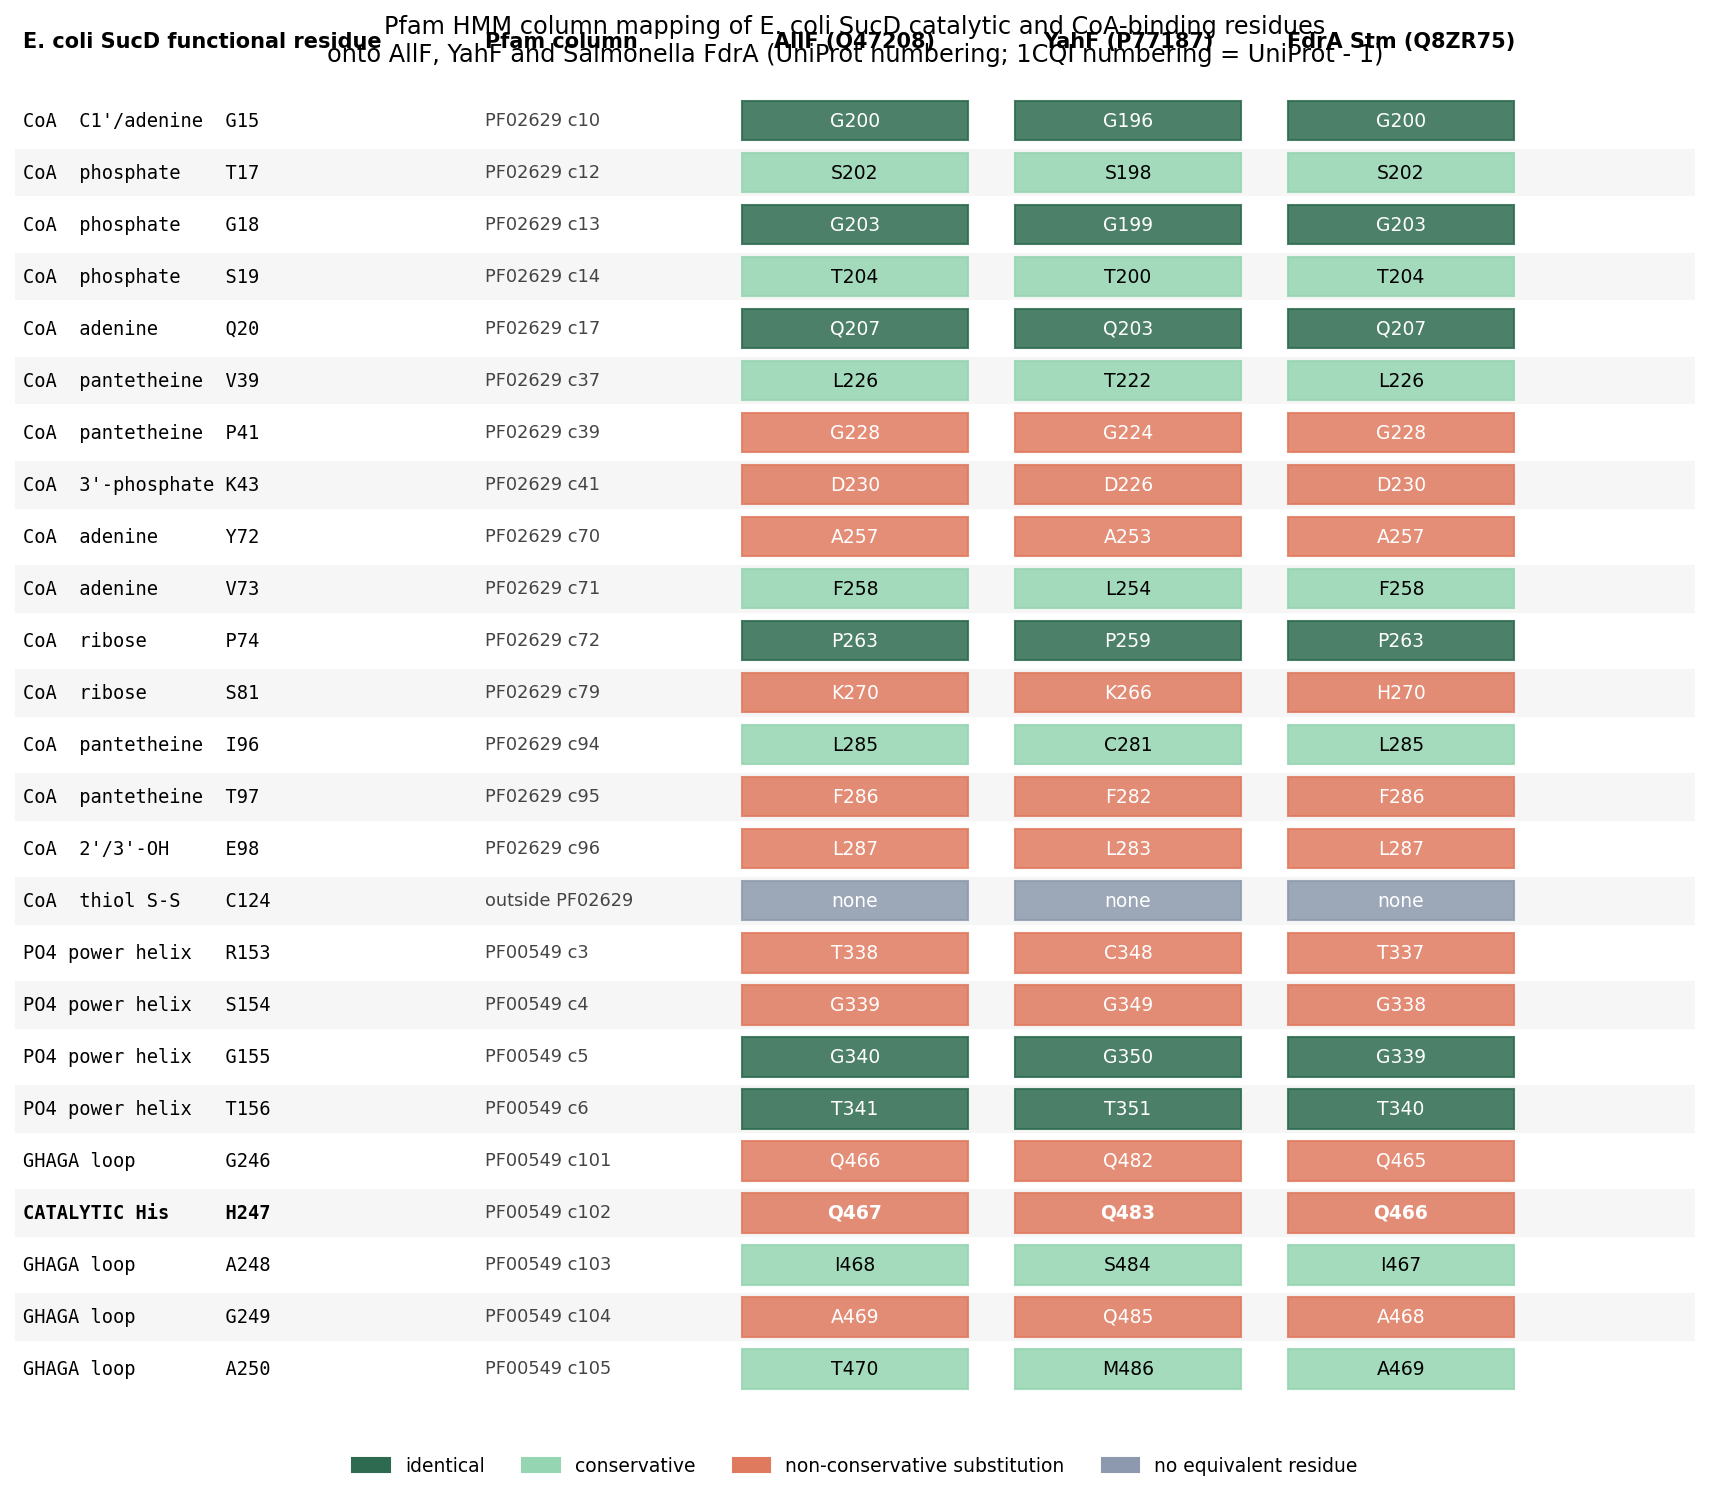 Pfam HMM column mapping of E. coli SucD catalytic and CoA-binding residues
onto AllF, YahF and Salmonella FdrA (UniProt numbering; 1CQI numbering = UniProt - 1)
E. coli SucD functional residue Pfam column AllF (Q47208) YahF (P77187) FdrA Stm (Q8ZR75)
CoA C1'/adenine G15 PF02629 c10 G200 G196 G200
CoA phosphate T17 PF02629 c12 S202 S198 S202
CoA phosphate G18 PF02629 c13 G203 G199 G203
CoA phosphate S19 PF02629 c14 T204 T200 T204
CoA adenine Q20 PF02629 c17 Q207 Q203 Q207
CoA pantetheine V39 PF02629 c37 L226 T222 L226
CoA pantetheine P41 PF02629 c39 G228 G224 G228
CoA 3'-phosphate K43 PF02629 c41 D230 D226 D230
CoA adenine Y72 PF02629 c70 A257 A253 A257
CoA adenine V73 PF02629 c71 F258 L254 F258
CoA ribose P74 PF02629 c72 P263 P259 P263
CoA ribose S81 PF02629 c79 K270 K266 H270
CoA pantetheine I96 PF02629 c94 L285 C281 L285
CoA pantetheine T97 PF02629 c95 F286 F282 F286
CoA 2'/3'-OH E98 PF02629 c96 L287 L283 L287
CoA thiol S-S C124 outside PF02629 none none none
PO4 power helix R153 PF00549 c3 T338 C348 T337
PO4 power helix S154 PF00549 c4 G339 G349 G338
PO4 power helix G155 PF00549 c5 G340 G350 G339
PO4 power helix T156 PF00549 c6 T341 T351 T340
GHAGA loop G246 PF00549 c101 Q466 Q482 Q465
CATALYTIC His H247 PF00549 c102 Q467 Q483 Q466
GHAGA loop A248 PF00549 c103 I468 S484 I467
GHAGA loop G249 PF00549 c104 A469 Q485 A468
GHAGA loop A250 PF00549 c105 T470 M486 A469
identical conservative non-conservative substitution no equivalent residue